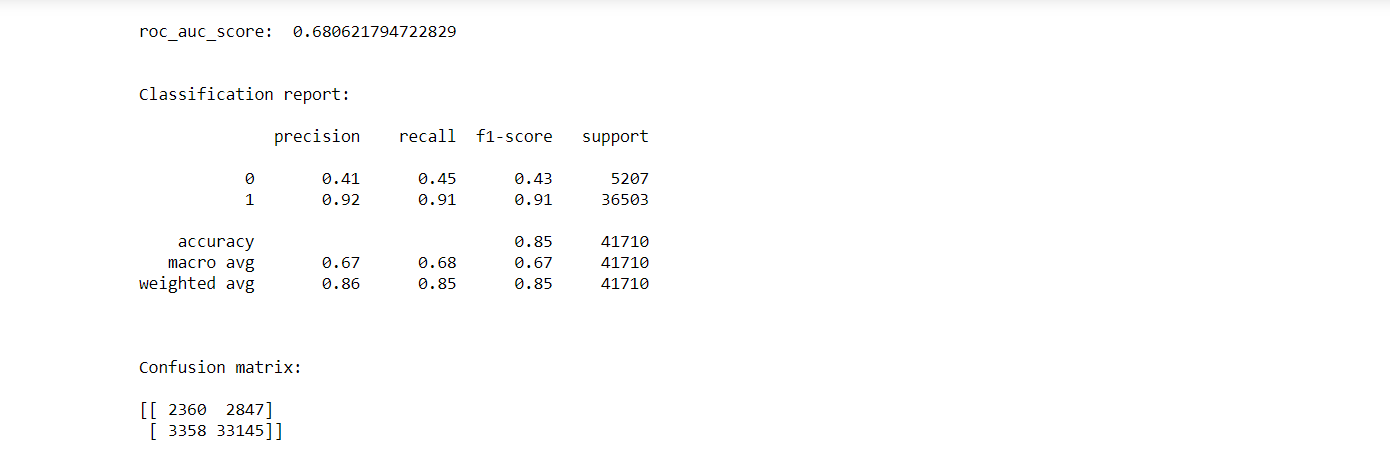 roc_auc_score:  0.680621794722829
Classification report:
              precision    recall  f1-score   support
           0       0.41      0.45      0.43      5207
           1       0.92      0.91      0.91     36503
    accuracy                           0.85     41710
   macro avg       0.67      0.68      0.67     41710
weighted avg       0.86      0.85      0.85     41710
Confusion matrix:
[[ 2360  2847]
 [ 3358 33145]]